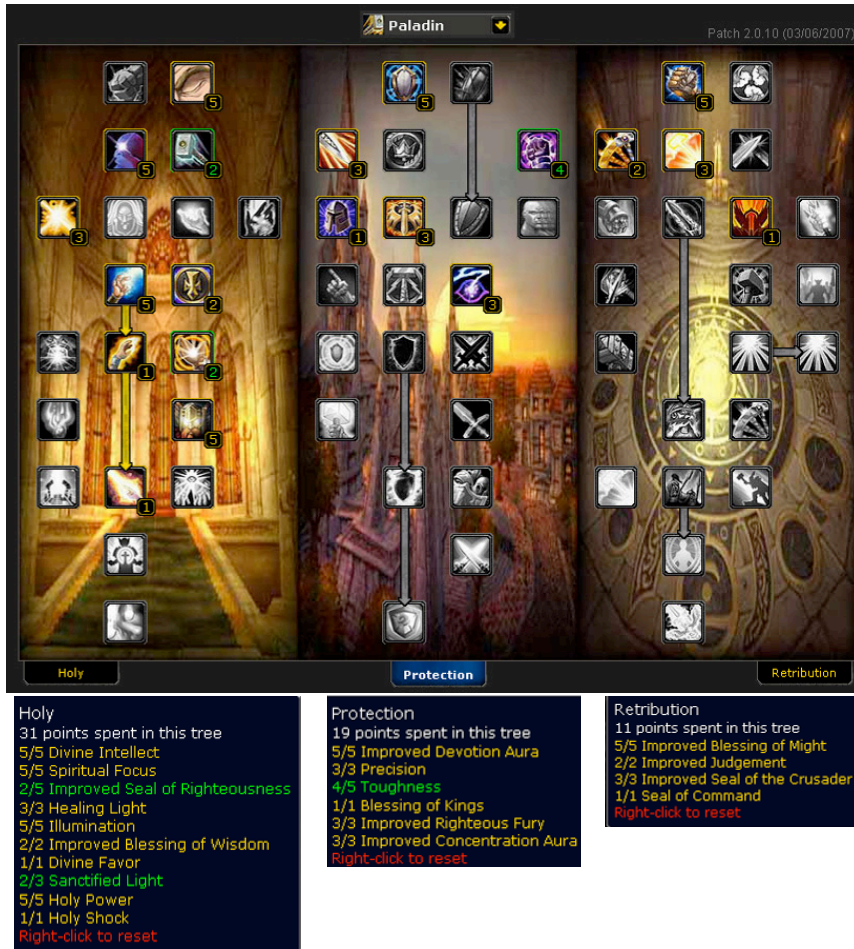 Paladin
Patch 2.0.10 (03/06/2007)
5
5
5
5
2
3
4
2
3
3
1
3
1
5
2
3
1
2
5
1
Holy
Protection
Retribution
Holy
31 points spent in this tree
5/5 Divine Intellect
5/5 Spiritual Focus
2/5 Improved Seal of Righteousness
3/3 Healing Light
5/5 Illumination
2/2 Improved Blessing of Wisdom
1/1 Divine Favor
2/3 Sanctified Light
5/5 Holy Power
1/1 Holy Shock
Right-click to reset
Protection
19 points spent in this tree
5/5 Improved Devotion Aura
3/3 Precision
4/5 Toughness
1/1 Blessing of Kings
3/3 Improved Righteous Fury
3/3 Improved Concentration Aura
Right-click to reset
Retribution
11 points spent in this tree
5/5 Improved Blessing of Might
2/2 Improved Judgement
3/3 Improved Seal of the Crusader
1/1 Seal of Command
Right-click to reset